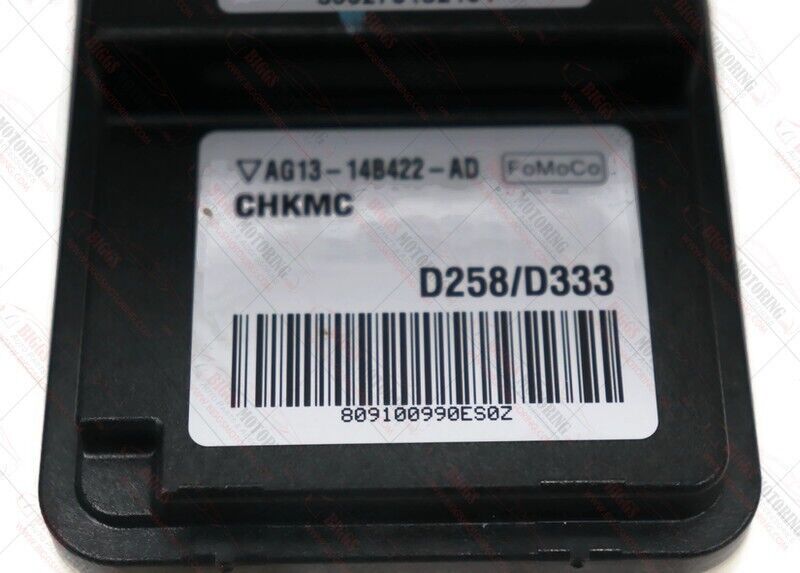 ▽AG13-14B422-AD FoMoCo
CHKMC
D258/D333
809100990ES0Z